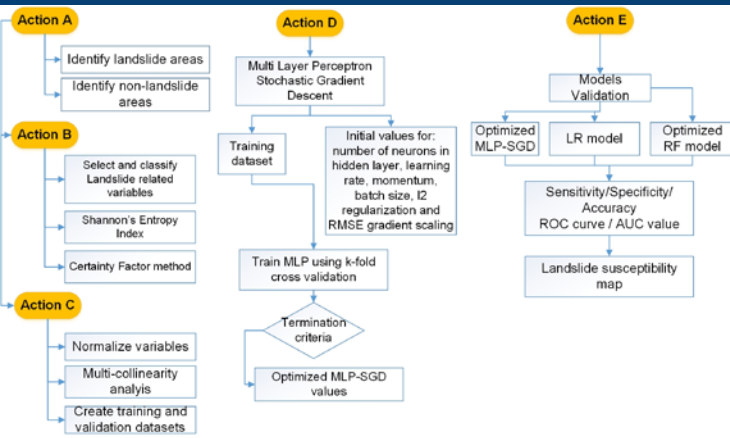 Action A
Identify landslide areas
Identify non-landslide
areas
Action B
Select and classify
Landslide related
variables
Shannon's Entropy
Index
Certainty Factor method
Action C
Normalize variables
Multi-collinearity
analyis
Create training and
validation datasets
Action D
Multi Layer Perceptron
Stochastic Gradient
Descent
Training
dataset
Initial values for:
number of neurons in
hidden layer, learning
rate, momentum,
batch size, l2
regularization and
RMSE gradient scaling
Train MLP using k-fold
cross validation
Termination
criteria
Optimized MLP-SGD
values
Action E
Models
Validation
Optimized
MLP-SGD
LR model
Optimized
RF model
Sensitivity/Specificity/
Accuracy
ROC curve / AUC value
Landslide susceptibility
map